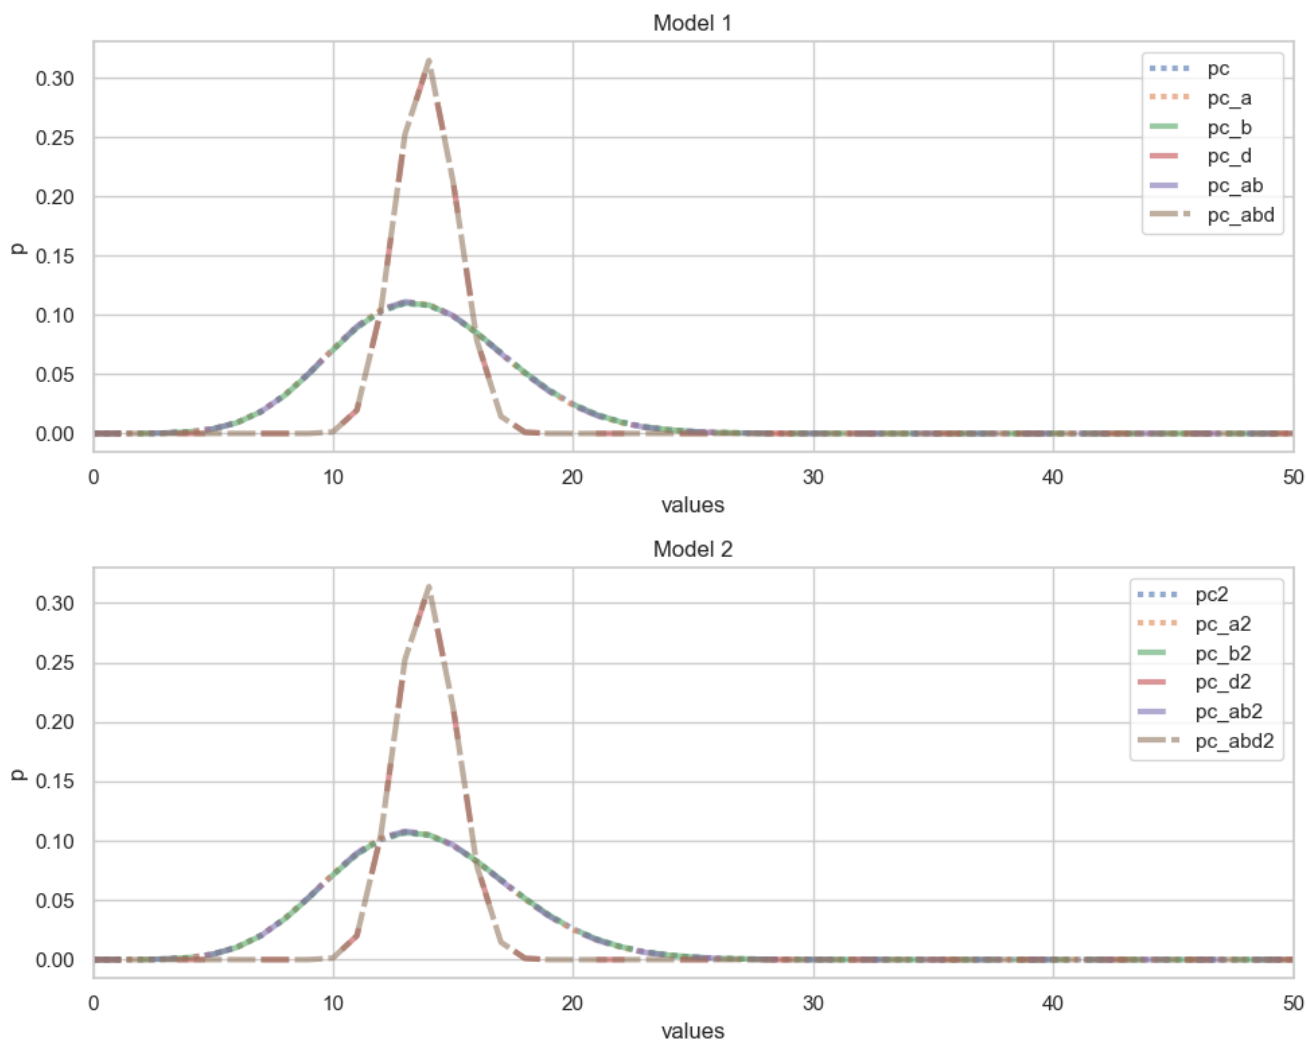 Model 1
0.30
0.25
0.20
0.15
0.10
0.05
0.00
p
pc
pc_a
pc_b
pc_d
pc_ab
pc_abd
0 10 20 30 40 50
values
Model 2
0.30
0.25
0.20
0.15
0.10
0.05
0.00
p
pc2
pc_a2
pc_b2
pc_d2
pc_ab2
pc_abd2
0 10 20 30 40 50
values